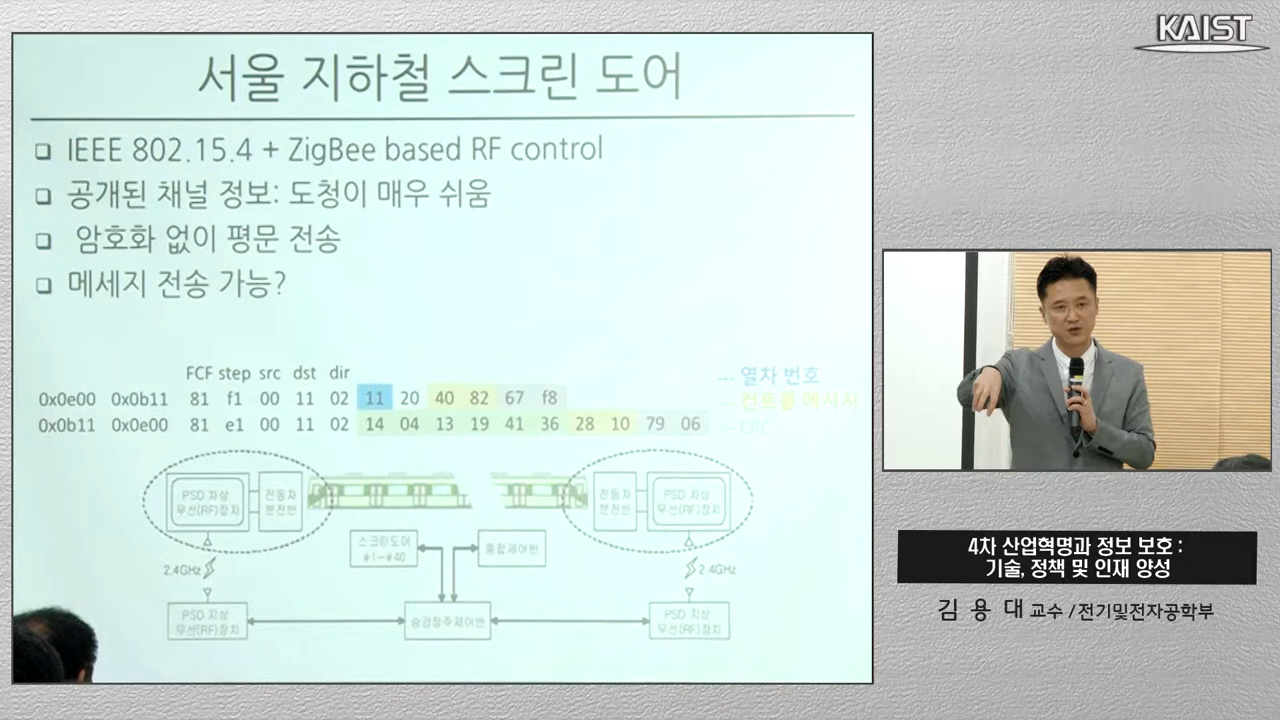 KAIST
서울 지하철 스크린 도어
IEEE 802.15.4 + ZigBee based RF control
공개된 채널 정보: 도청이 매우 쉬움
암호화 없이 평문 전송
메세지 전송 가능?
FCF step src dst dir
0x0e00 0x0b11 81 f1 00 11 02 11 20 40 82 67 f8
0x0b11 0x0e00 81 e1 00 11 02 14 04 13 19 41 36 28 10 79 06
--- 열차 번호
--- 컨트롤 메시지
--- CRC
PSD 지상
무선(RF)장치
전동차
분전반
전동차
분전반
PSD 지상
무선(RF)장치
스크린도어
#1~#40
종합제어반
2.4GHz
2.4GHz
PSD 지상
무선(RF)장치
승강장주제어반
PSD 지상
무선(RF)장치
4차 산업혁명과 정보 보호 :
기술, 정책 및 인재 양성
김 용 대 교수 / 전기및전자공학부